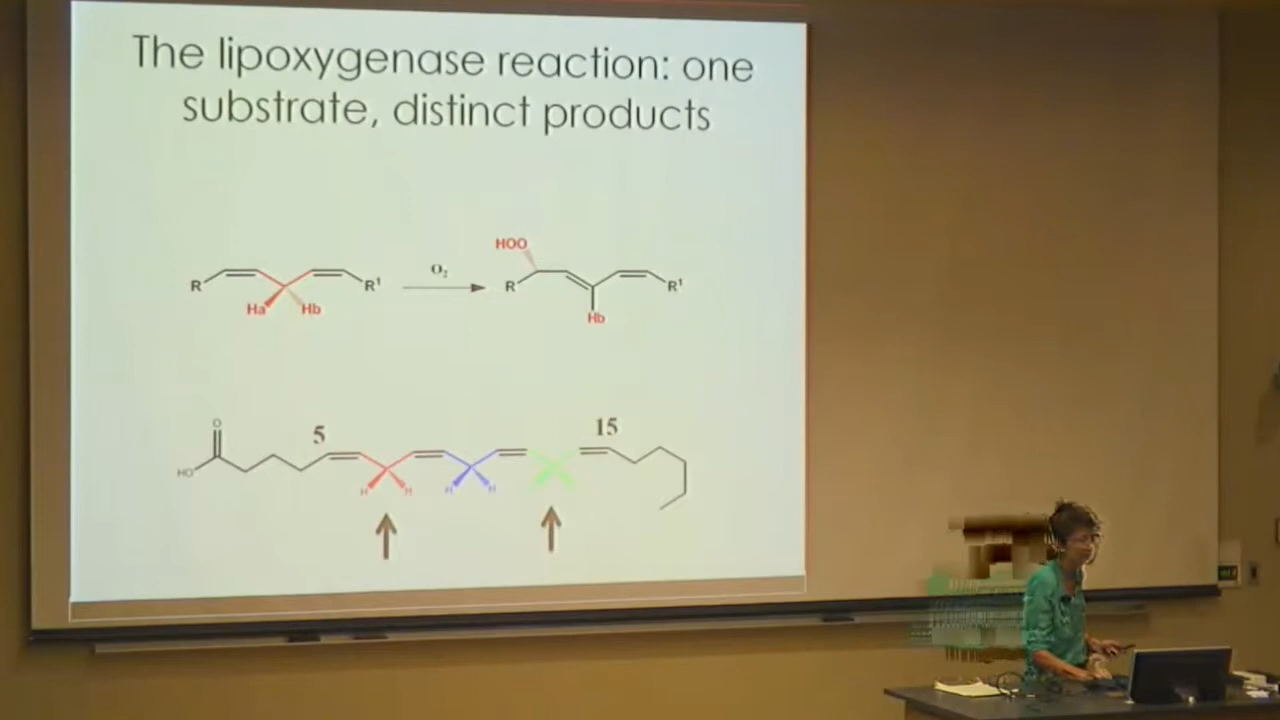 The lipoxygenase reaction: one
substrate, distinct products
HOO
O₂
R
R¹
R
R¹
Ha
Hb
Hb
5
15
O
HO
H
H
H
H